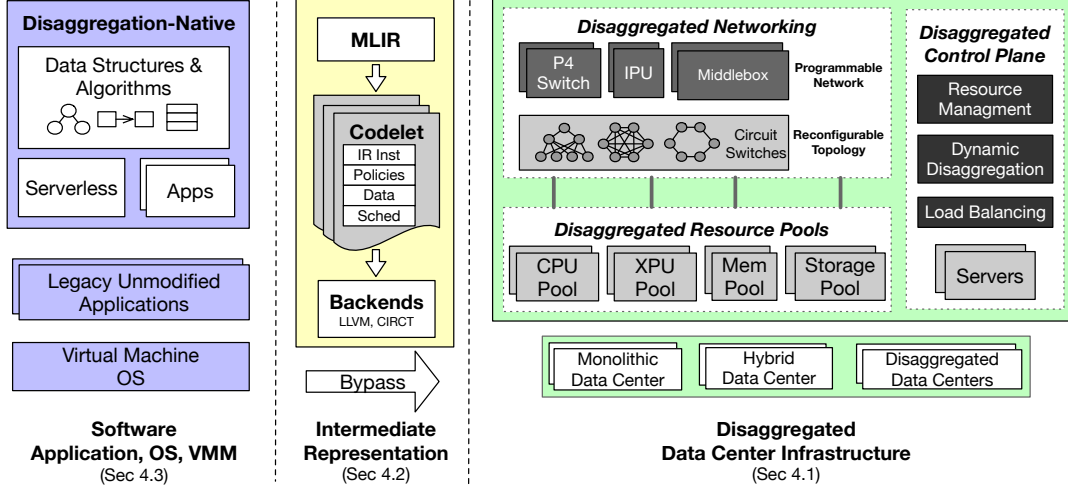 Disaggregation-Native
Data Structures &
Algorithms
Serverless
Apps
Legacy Unmodified
Applications
Virtual Machine
OS
Software
Application, OS, VMM
(Sec 4.3)
MLIR
Codelet
IR Inst
Policies
Data
Sched
Backends
LLVM, CIRCT
Bypass
Intermediate
Representation
(Sec 4.2)
Disaggregated Networking
P4
Switch
IPU
Middlebox
Programmable
Network
Circuit
Switches
Reconfigurable
Topology
Disaggregated Resource Pools
CPU
Pool
XPU
Pool
Mem
Pool
Storage
Pool
Disaggregated
Control Plane
Resource
Managment
Dynamic
Disaggregation
Load Balancing
Servers
Monolithic
Data Center
Hybrid
Data Center
Disaggregated
Data Centers
Disaggregated
Data Center Infrastructure
(Sec 4.1)